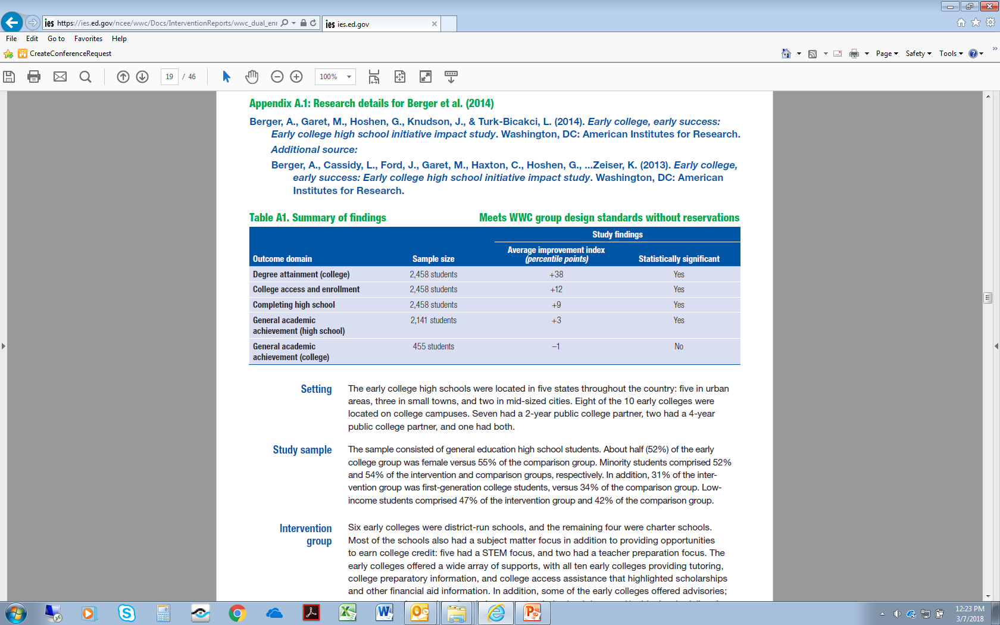 https://ies.ed.gov/ncee/wwc/Docs/InterventionReports/wwc_dual_enr
ies
ies ies.ed.gov
File Edit Go to Favorites Help
CreateConferenceRequest
Page Safety Tools
19 / 46
100%
Appendix A.1: Research details for Berger et al. (2014)
Berger, A., Garet, M., Hoshen, G., Knudson, J., & Turk-Bicakci, L. (2014). Early college, early success:
Early college high school initiative impact study. Washington, DC: American Institutes for Research.
Additional source:
Berger, A., Cassidy, L., Ford, J., Garet, M., Haxton, C., Hoshen, G., ...Zeiser, K. (2013). Early college,
early success: Early college high school initiative impact study. Washington, DC: American
Institutes for Research.
Table A1. Summary of findings Meets WWC group design standards without reservations
Study findings
Average improvement index
Outcome domain Sample size (percentile points) Statistically significant
Degree attainment (college) 2,458 students +38 Yes
College access and enrollment 2,458 students +12 Yes
Completing high school 2,458 students +9 Yes
General academic 2,141 students +3 Yes
achievement (high school)
General academic 455 students –1 No
achievement (college)
Setting The early college high schools were located in five states throughout the country: five in urban
areas, three in small towns, and two in mid-sized cities. Eight of the 10 early colleges were
located on college campuses. Seven had a 2-year public college partner, two had a 4-year
public college partner, and one had both.
Study sample The sample consisted of general education high school students. About half (52%) of the early
college group was female versus 55% of the comparison group. Minority students comprised 52%
and 54% of the intervention and comparison groups, respectively. In addition, 31% of the inter-
vention group was first-generation college students, versus 34% of the comparison group. Low-
income students comprised 47% of the intervention group and 42% of the comparison group.
Intervention Six early colleges were district-run schools, and the remaining four were charter schools.
group Most of the schools also had a subject matter focus in addition to providing opportunities
to earn college credit: five had a STEM focus, and two had a teacher preparation focus. The
early colleges offered a wide array of supports, with all ten early colleges providing tutoring,
college preparatory information, and college access assistance that highlighted scholarships
and other financial aid information. In addition, some of the early colleges offered advisories;
12:23 PM
3/7/2018